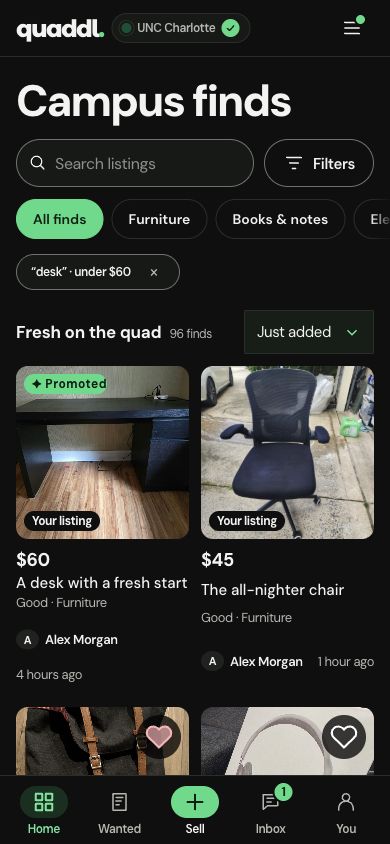 quaddl.
UNC Charlotte
Campus finds
Search listings
Filters
All finds
Furniture
Books & notes
Ele
“desk” · under $60 ×
Fresh on the quad
96 finds
Just added
Promoted
Your listing
Your listing
$60
A desk with a fresh start
Good · Furniture
A Alex Morgan
4 hours ago
$45
The all-nighter chair
Good · Furniture
A Alex Morgan
1 hour ago
1
Home
Wanted
Sell
Inbox
You